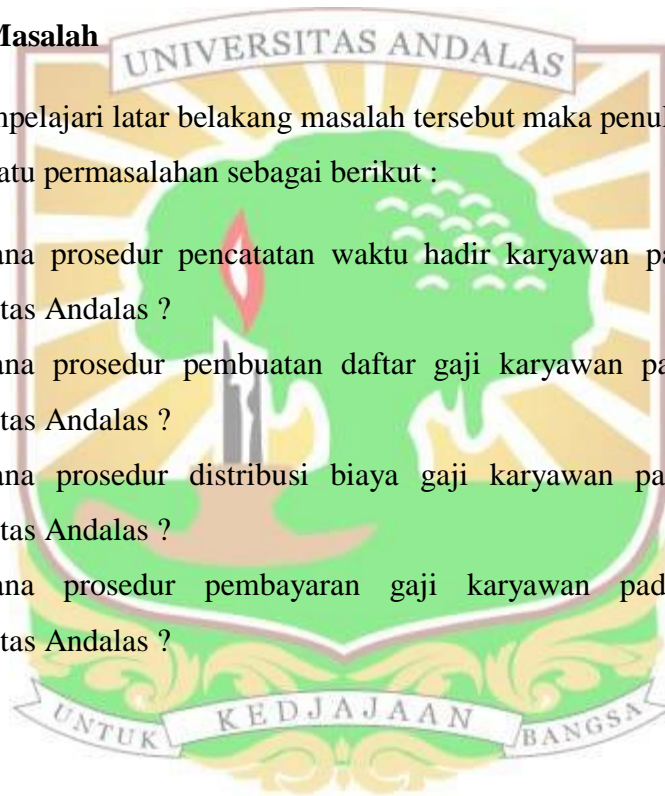 Masalah
UNIVERSITAS ANDALAS
npelajari latar belakang masalah tersebut maka penul
atu permasalahan sebagai berikut :
ana prosedur pencatatan waktu hadir karyawan pa
tas Andalas ?
ana prosedur pembuatan daftar gaji karyawan pa
tas Andalas ?
ana prosedur distribusi biaya gaji karyawan pa
tas Andalas ?
ana prosedur pembayaran gaji karyawan pad
tas Andalas ?
UNTUK KEDJAJAAN BANGSA